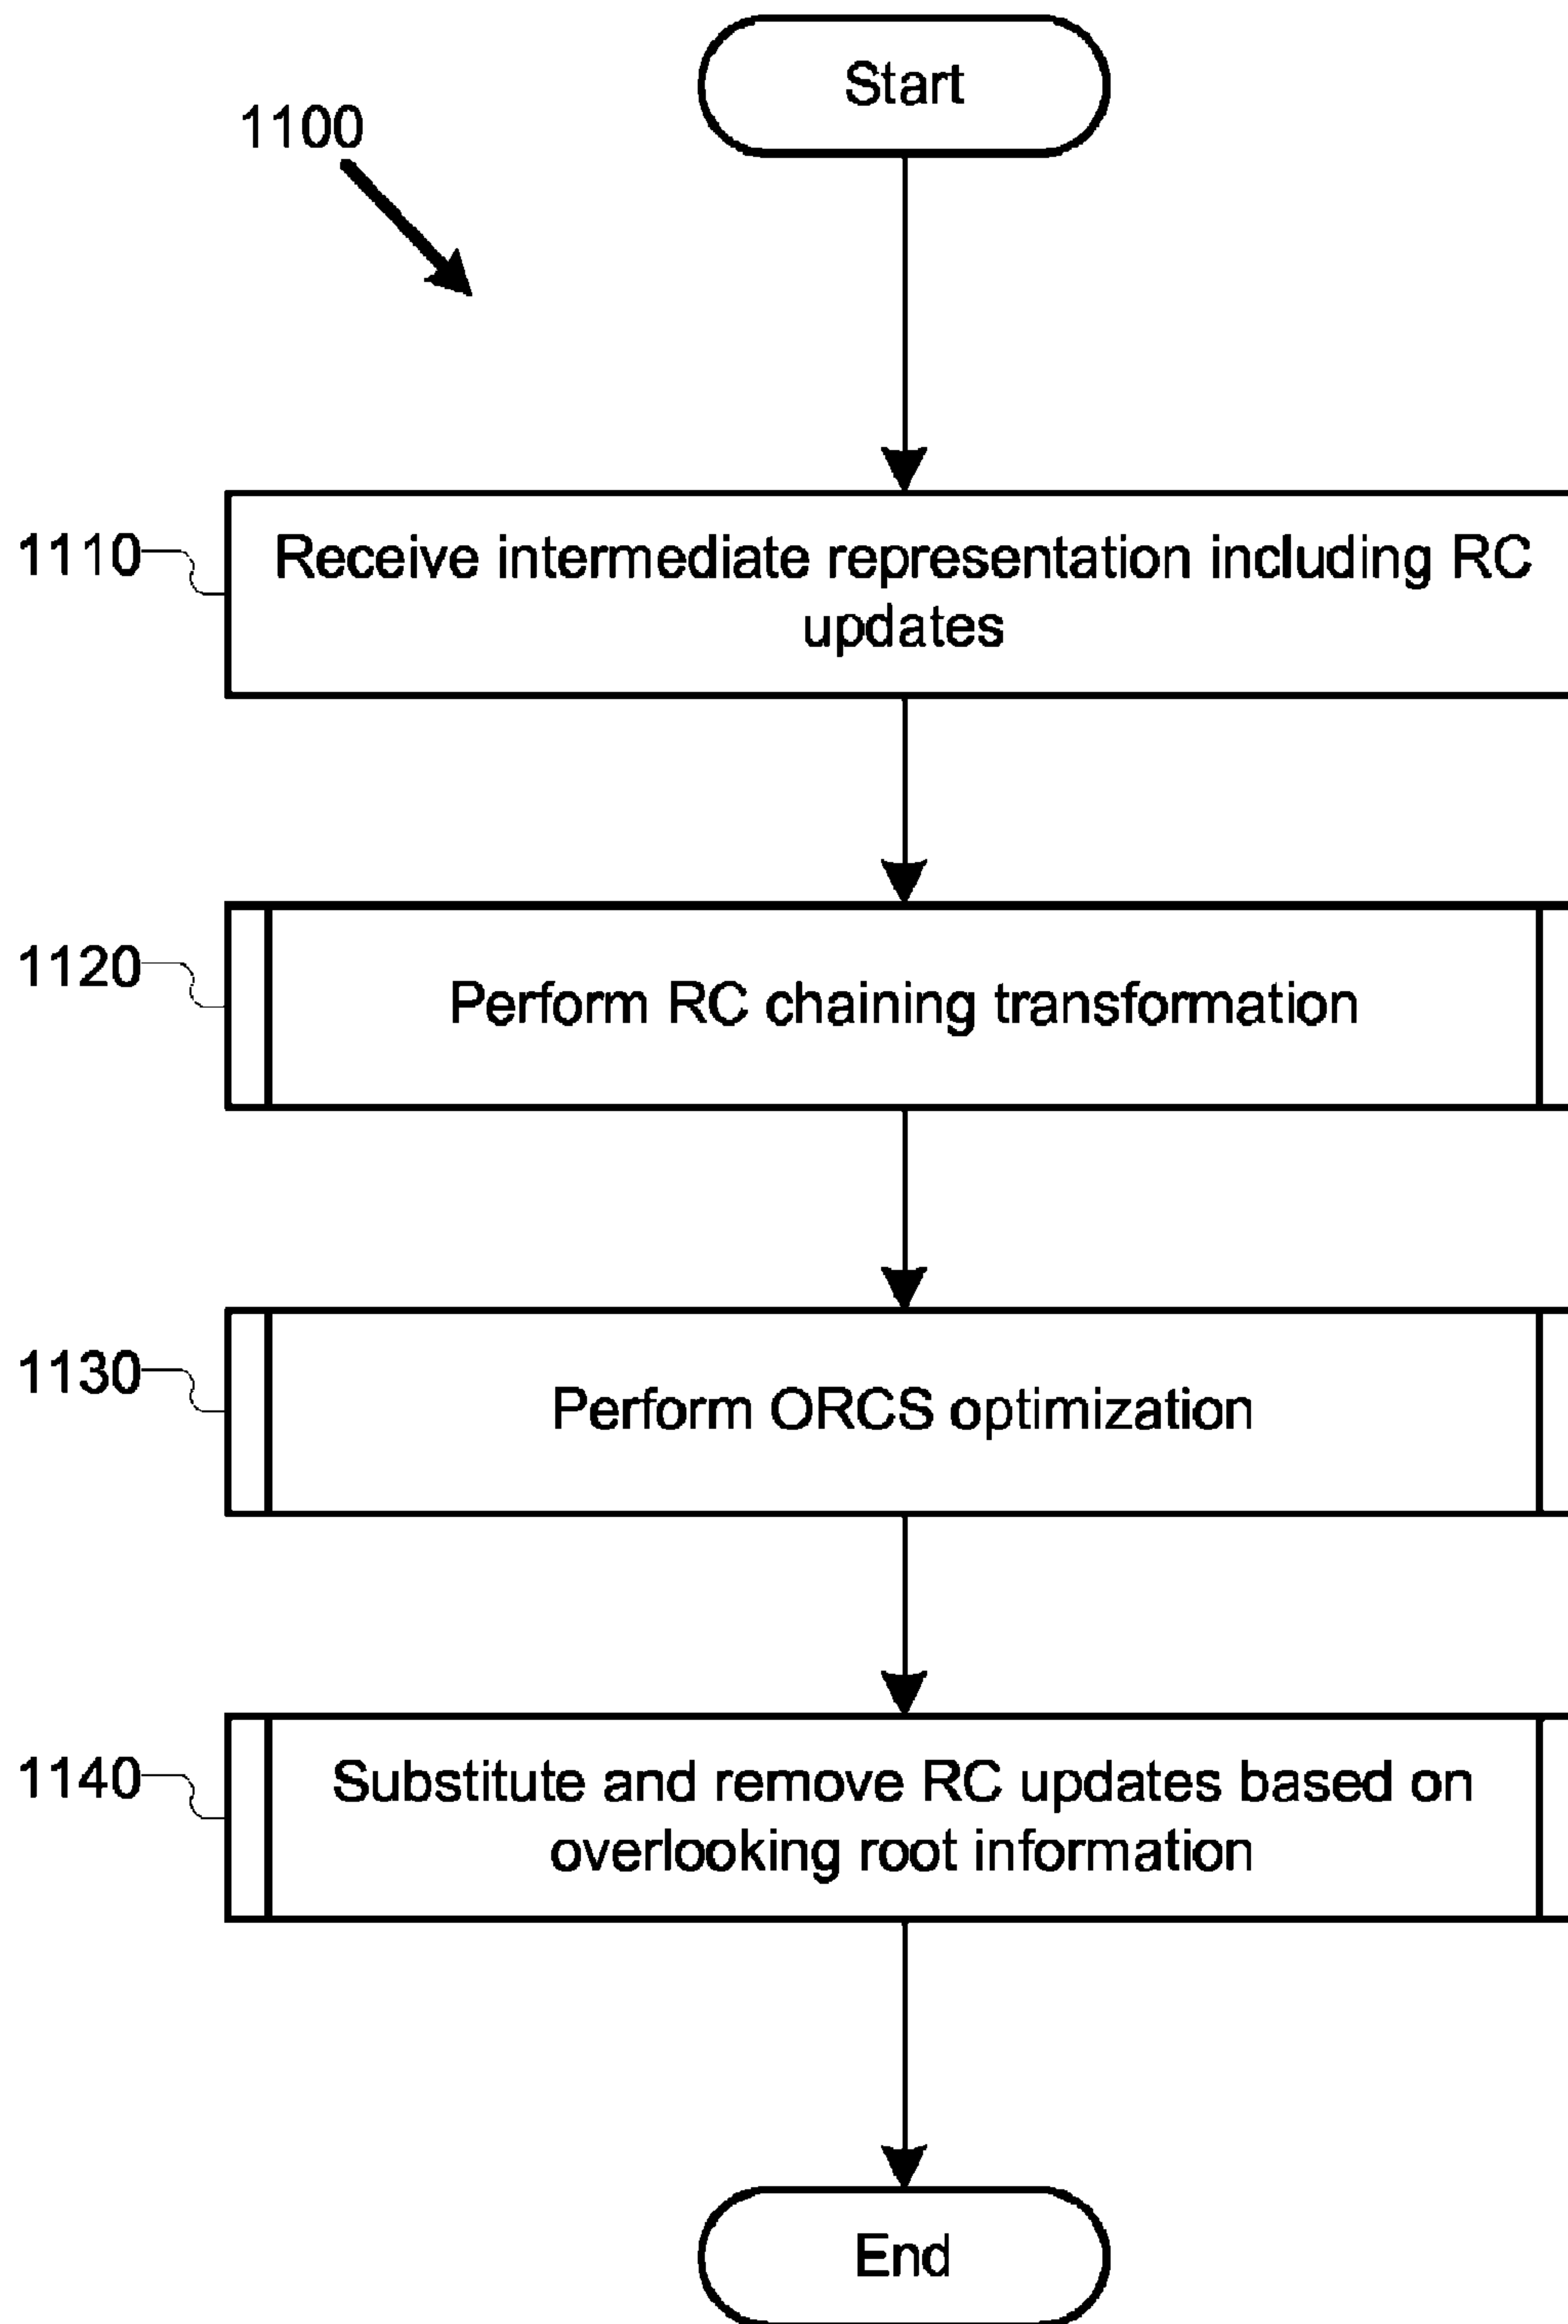 Start
1100
1110
Receive intermediate representation including RC
updates
1120
Perform RC chaining transformation
1130
Perform ORCS optimization
1140
Substitute and remove RC updates based on
overlooking root information
End